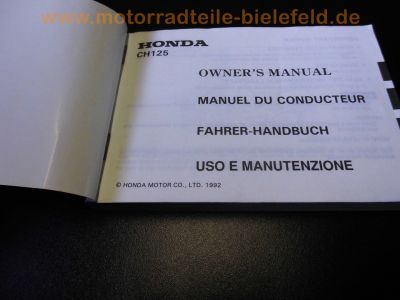 www.motorradteile-bielefeld.de
HONDA
CH125
OWNER'S MANUAL
MANUEL DU CONDUCTEUR
FAHRER-HANDBUCH
USO E MANUTENZIONE
© HONDA MOTOR CO., LTD. 1992